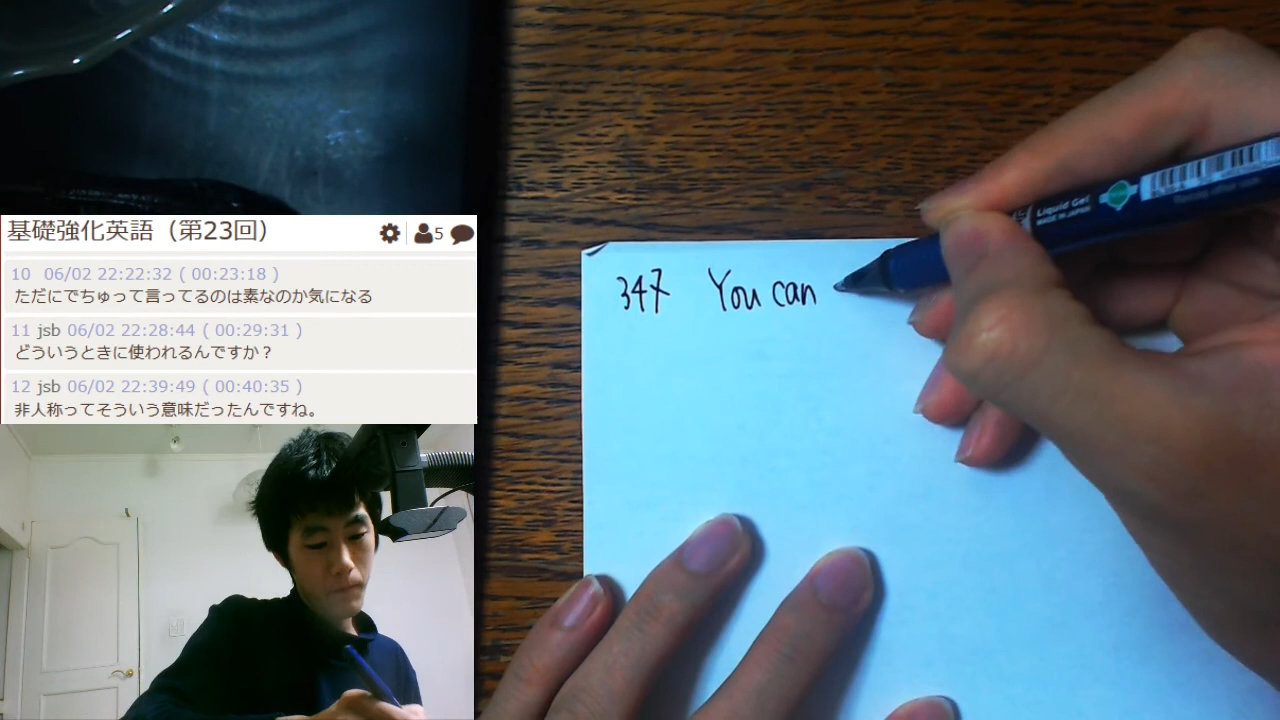 基礎強化英語（第23回）
5
10 06/02 22:22:32 ( 00:23:18 )
ただにでちゅって言ってるのは素なのか気になる
11 jsb 06/02 22:28:44 ( 00:29:31 )
どういうときに使われるんですか？
12 jsb 06/02 22:39:49 ( 00:40:35 )
非人称ってそういう意味だったんですね。
347 You can
Liquid Gel
MADE IN JAPAN